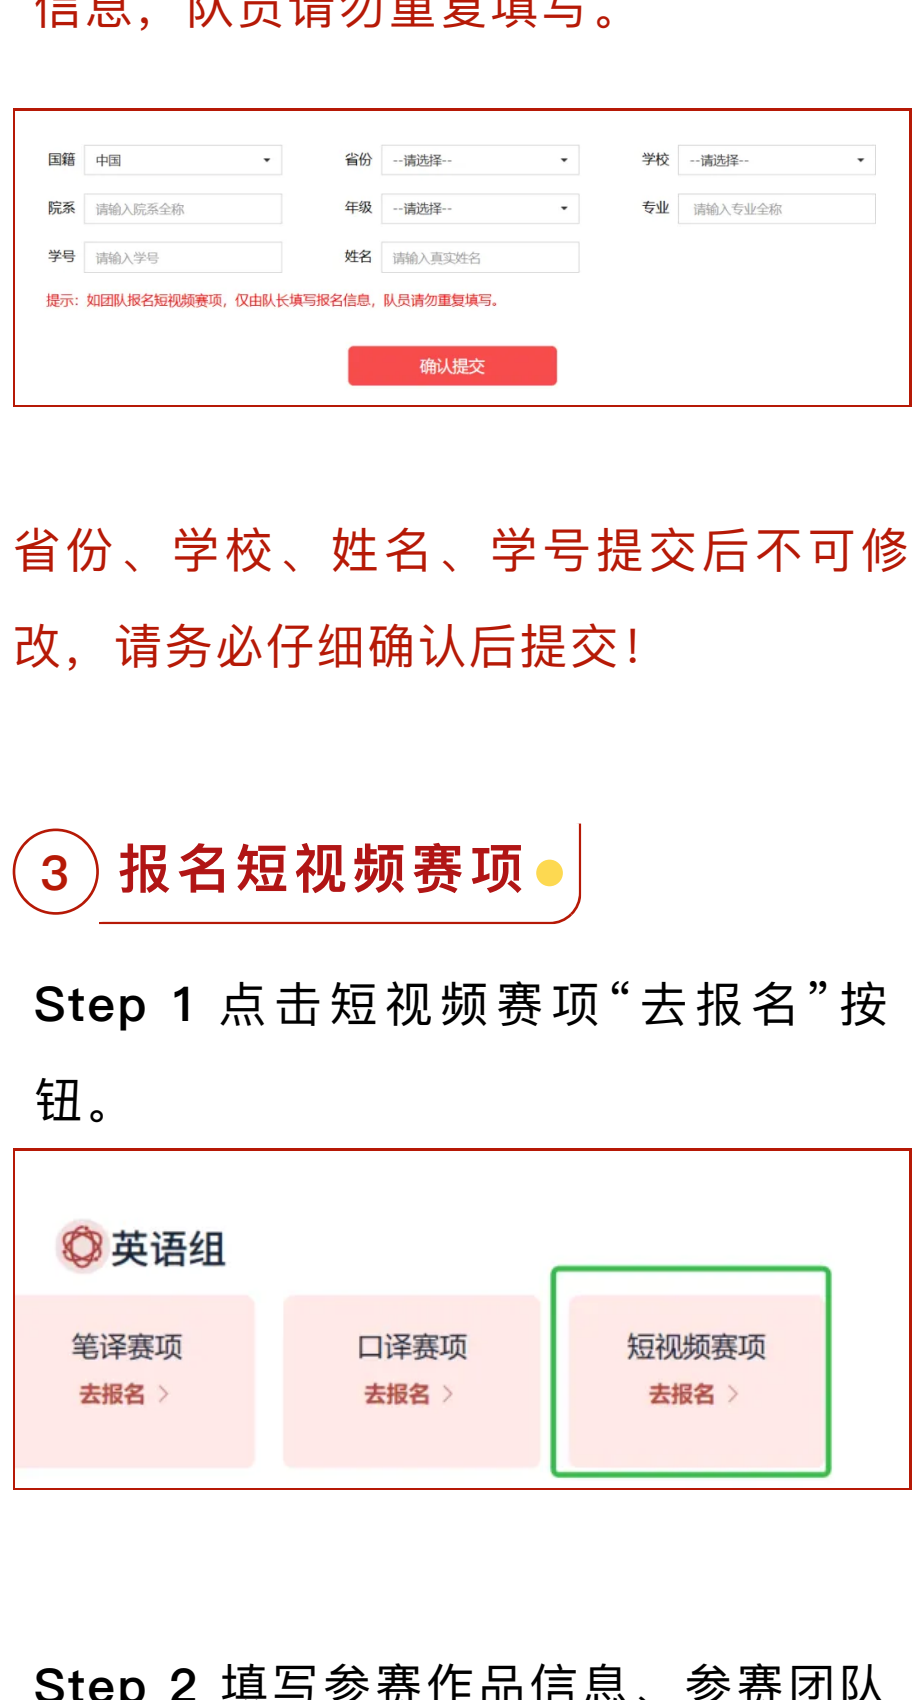 信息，队员请勿重复填写。
国籍 中国 省份 --请选择-- 学校 --请选择--
院系 请输入院系全称 年级 --请选择-- 专业 请输入专业全称
学号 请输入学号 姓名 请输入真实姓名
提示：如团队报名短视频赛项，仅由队长填写报名信息，队员请勿重复填写。
确认提交
省份、学校、姓名、学号提交后不可修
改，请务必仔细确认后提交！
3 报名短视频赛项
Step 1 点击短视频赛项“去报名”按
钮。
英语组
笔译赛项 口译赛项 短视频赛项
去报名 > 去报名 > 去报名 >
Step 2 填写参赛作品信息、参赛团队